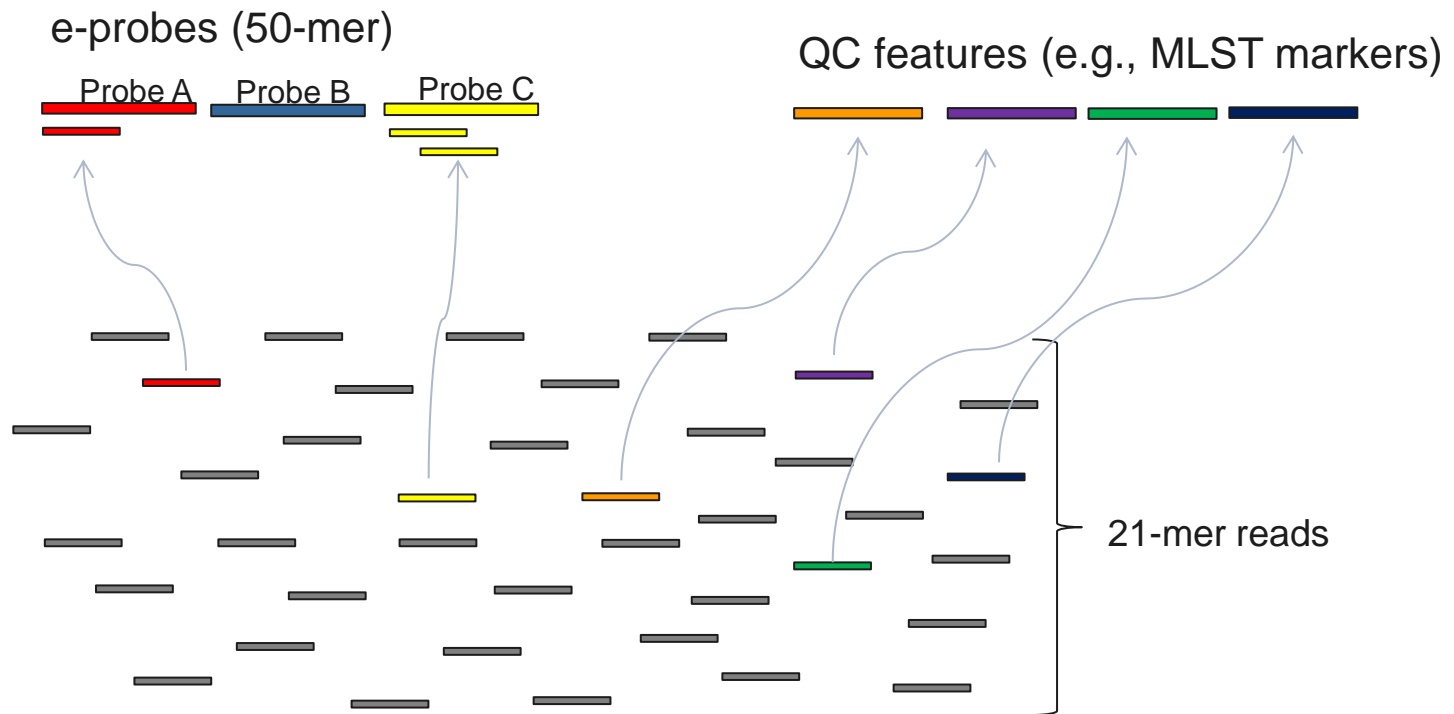 e-probes (50-mer)
QC features (e.g., MLST markers)
Probe A
Probe B
Probe C
21-mer reads